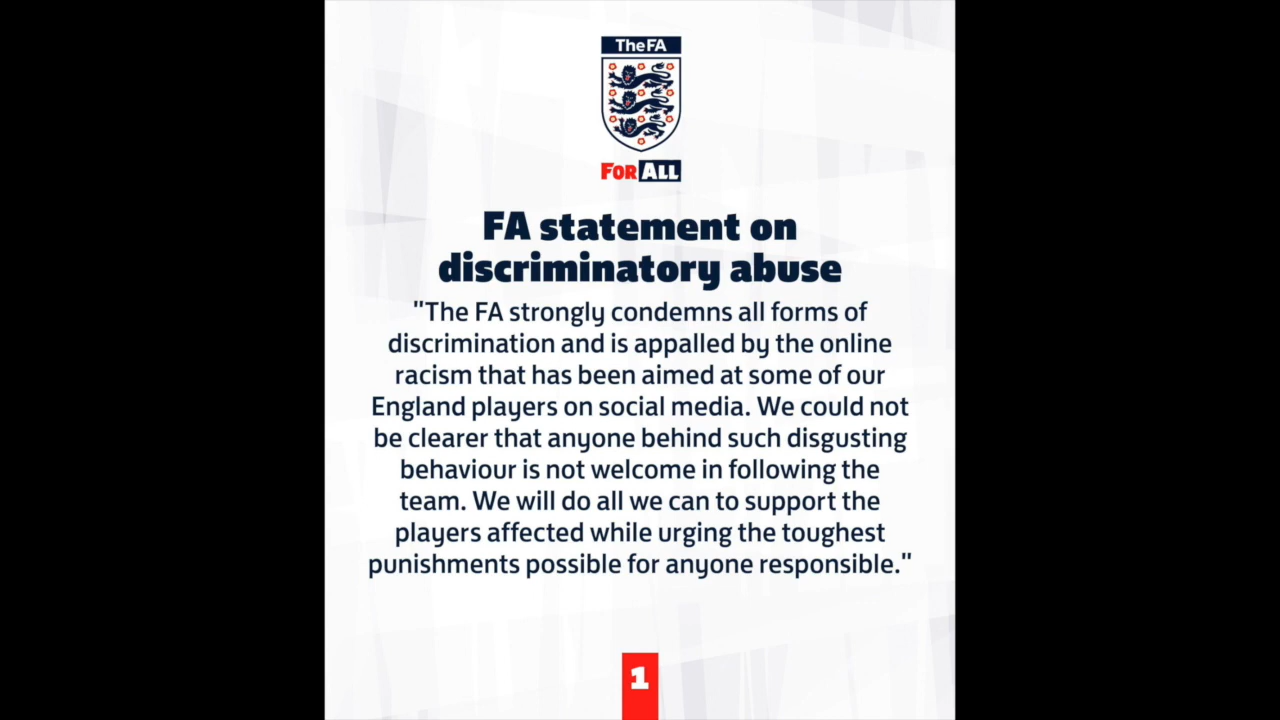 TheFA
FOR ALL
FA statement on
discriminatory abuse
"The FA strongly condemns all forms of
discrimination and is appalled by the online
racism that has been aimed at some of our
England players on social media. We could not
be clearer that anyone behind such disgusting
behaviour is not welcome in following the
team. We will do all we can to support the
players affected while urging the toughest
punishments possible for anyone responsible."
1